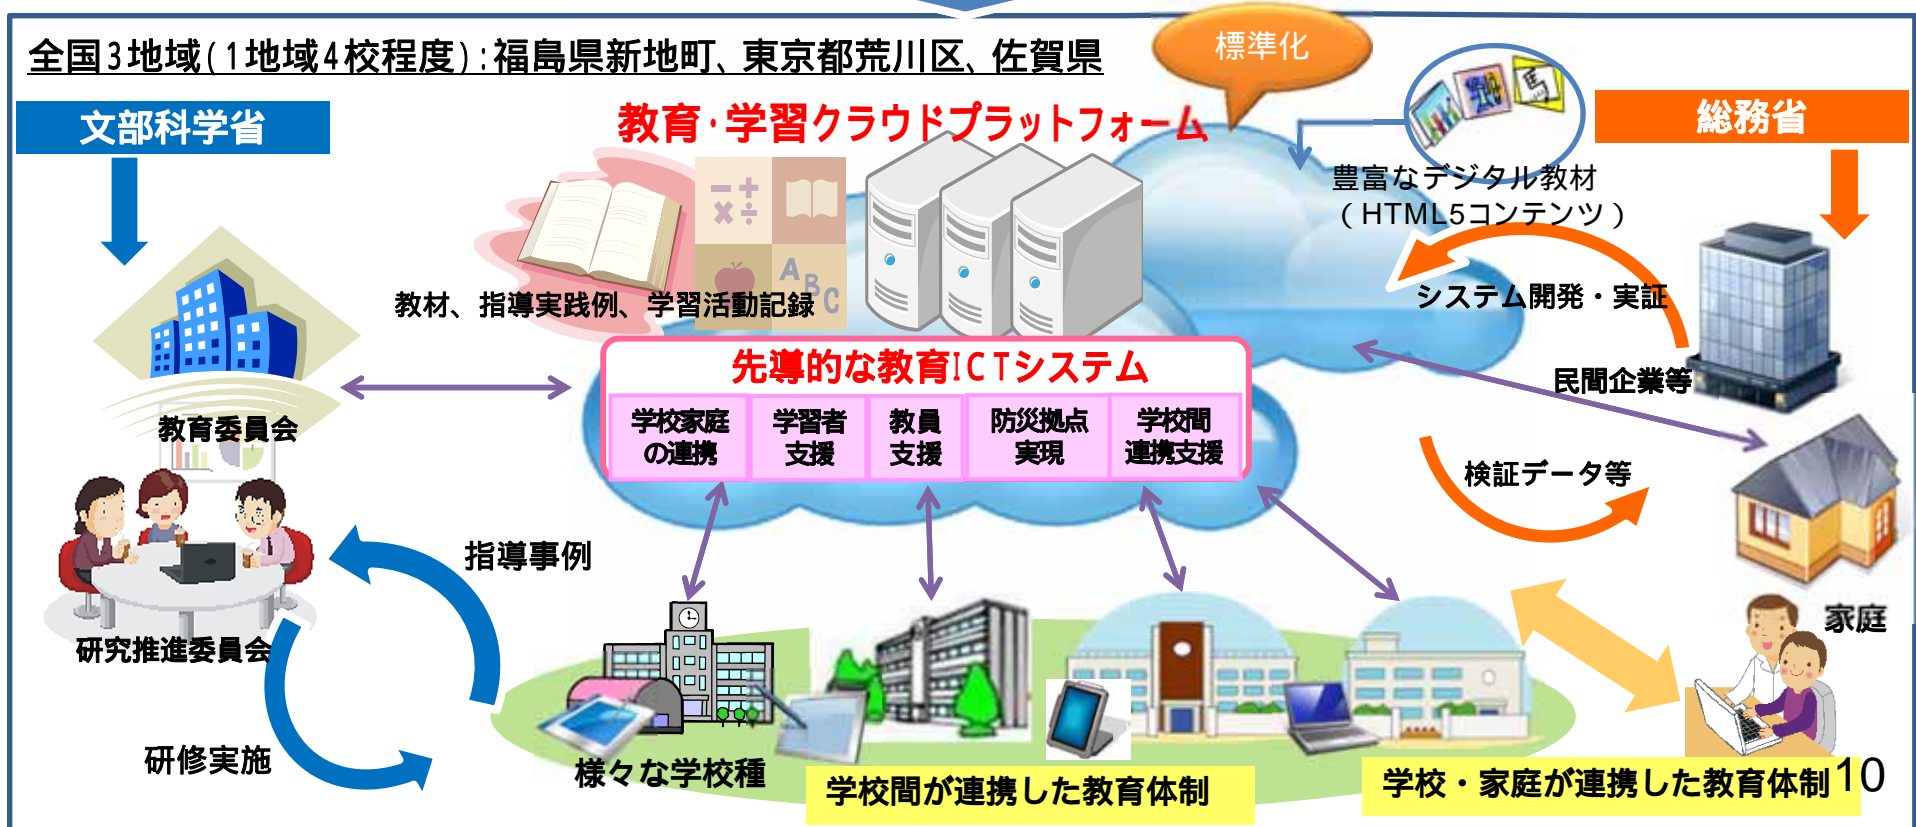 全国3地域(1地域4校程度):福島県新地町、東京都荒川区、佐賀県
標準化
文部科学省
教育・学習クラウドプラットフォーム
総務省
豊富なデジタル教材
(HTML5コンテンツ)
教材、指導実践例、学習活動記録
システム開発・実証
先導的な教育ICTシステム
民間企業等
学校家庭
の連携
学習者
支援
教員
支援
防災拠点
実現
学校間
連携支援
教育委員会
検証データ等
指導事例
家庭
研究推進委員会
研修実施
様々な学校種
学校間が連携した教育体制
学校・家庭が連携した教育体制
10
A
B
C